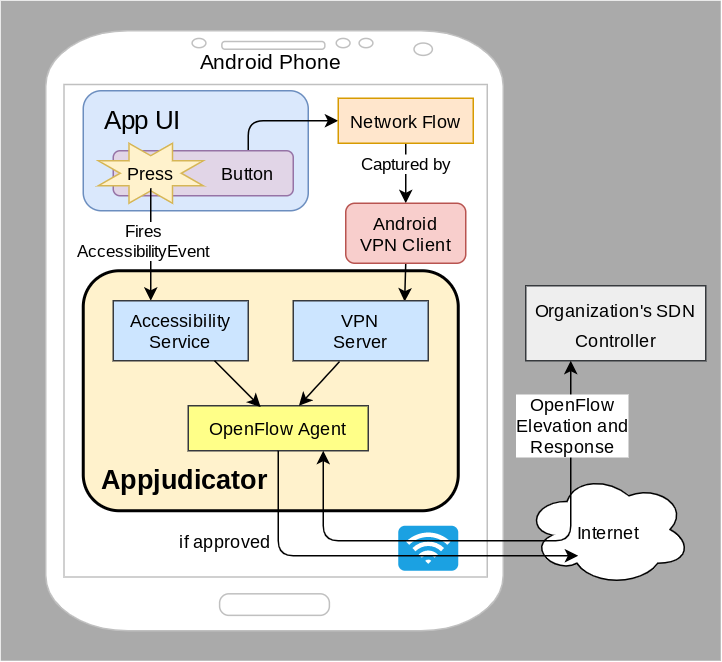 Android Phone
App UI
Press
Button
Network Flow
Captured by
Android
VPN Client
Fires
AccessibilityEvent
Accessibility
Service
VPN
Server
OpenFlow Agent
Appjudicator
if approved
Organization's SDN
Controller
OpenFlow
Elevation and
Response
Internet